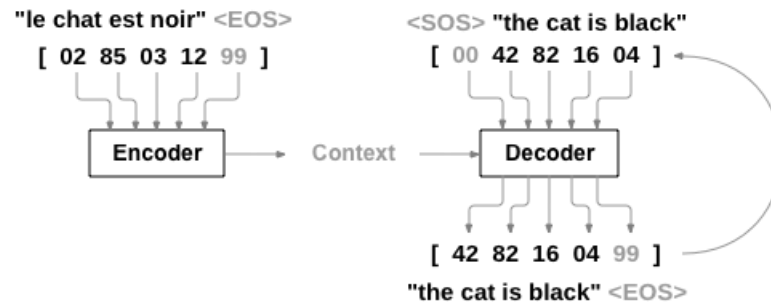 "le chat est noir" <EOS>
[ 02 85 03 12 99 ]
Encoder
Context
<SOS> "the cat is black"
[ 00 42 82 16 04 ]
Decoder
[ 42 82 16 04 99 ]
"the cat is black" <EOS>